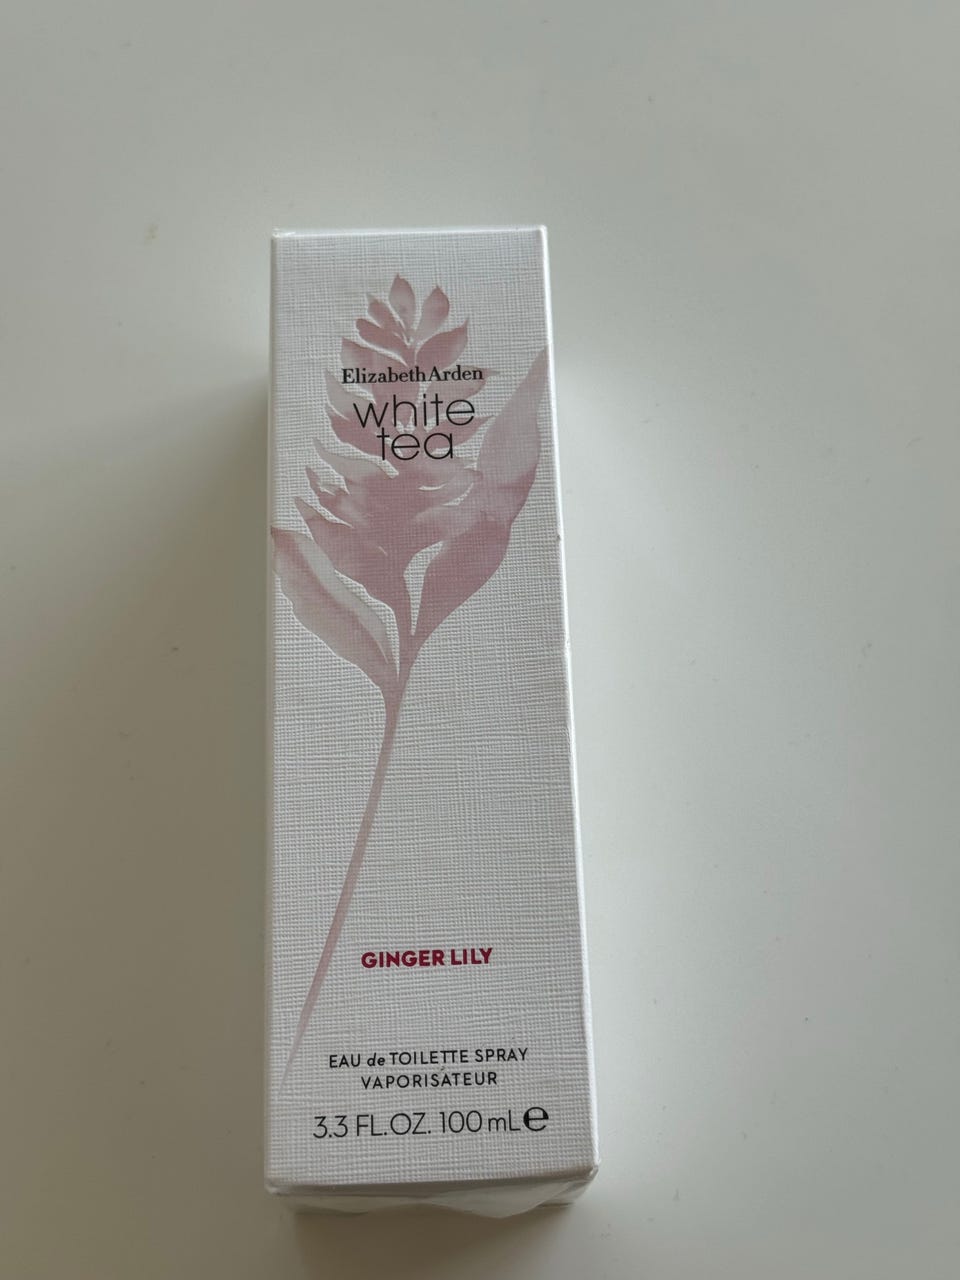 Elizabeth Arden
white
tea
GINGER LILY
EAU de TOILETTE SPRAY
VAPORISATEUR
3.3 FL.OZ. 100 mL e